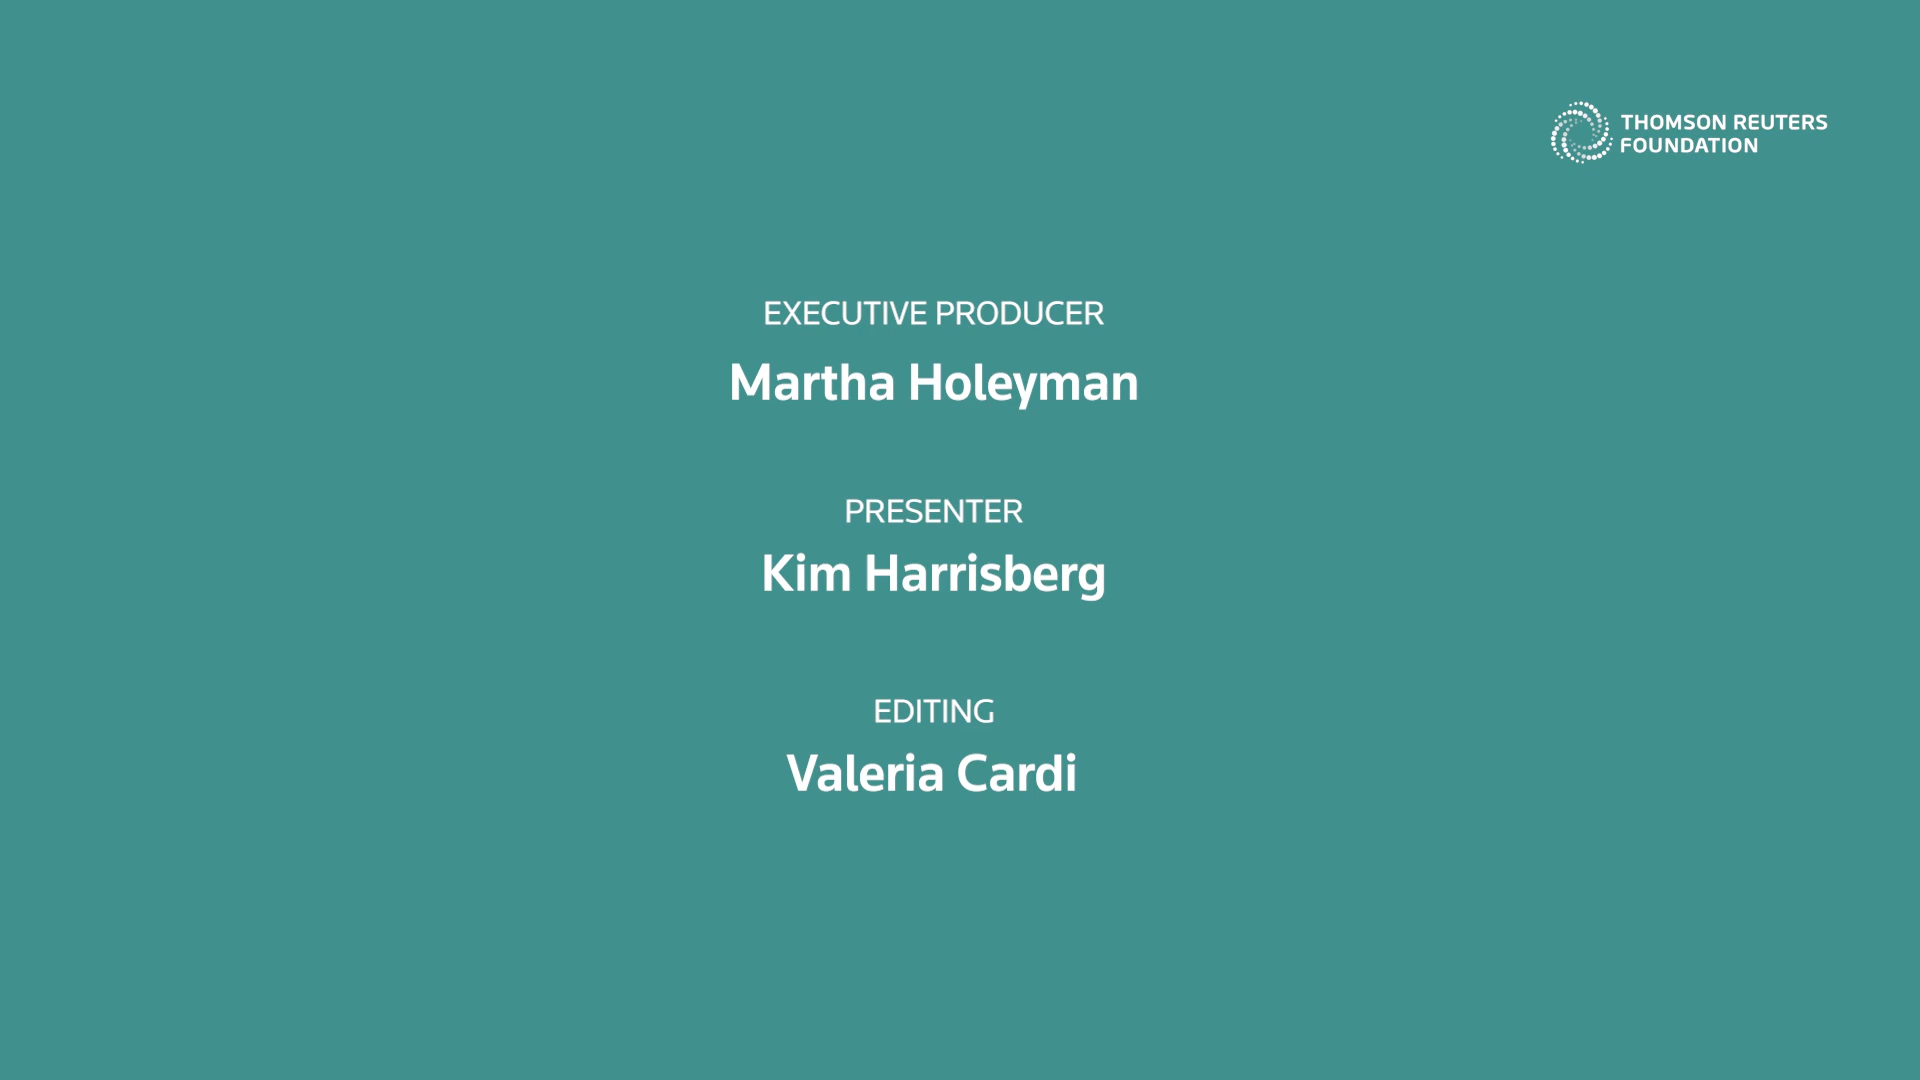 THOMSON REUTERS
FOUNDATION
EXECUTIVE PRODUCER
Martha Holeyman
PRESENTER
Kim Harrisberg
EDITING
Valeria Cardi